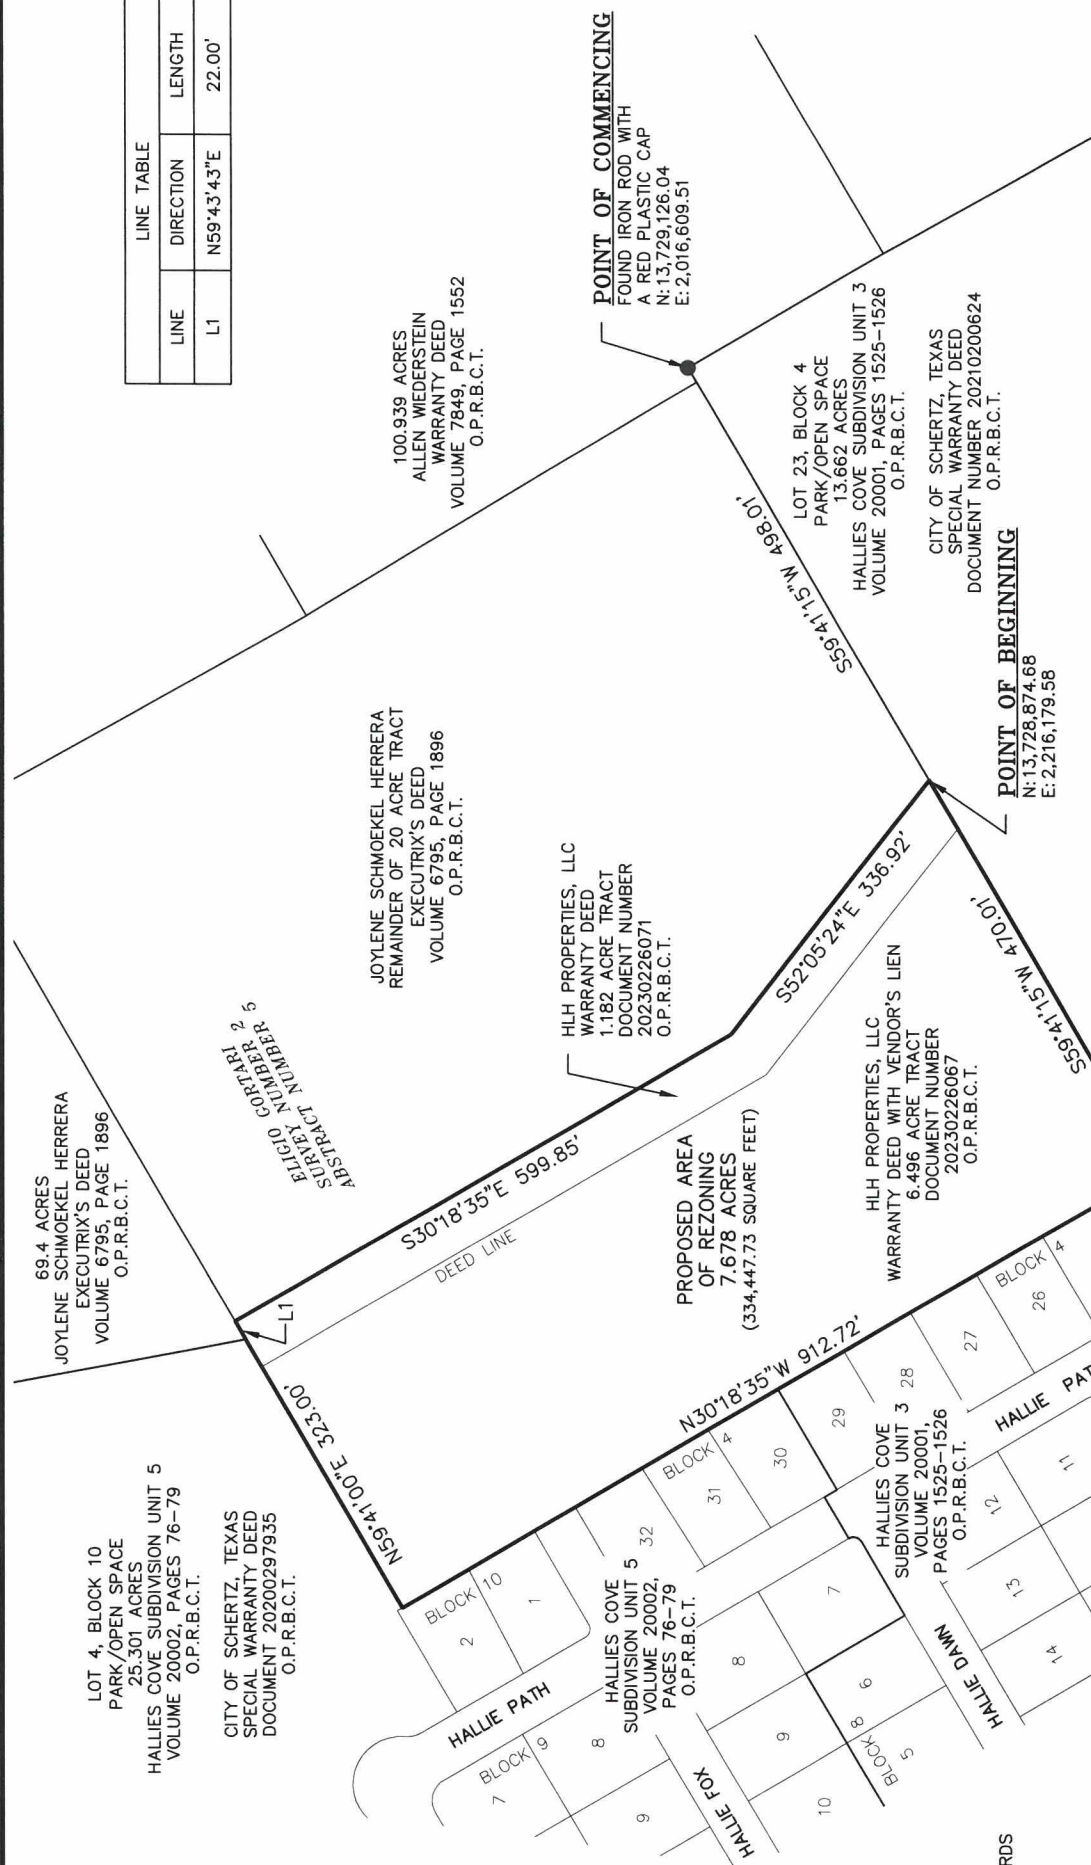 LINE TABLE
LINE DIRECTION LENGTH
L1 N59°43'43"E 22.00'
69.4 ACRES
JOYLENE SCHMOEKEL HERRERA
EXECUTRIX'S DEED
VOLUME 6795, PAGE 1896
O.P.R.B.C.T.
LOT 4, BLOCK 10
PARK/OPEN SPACE
25.301 ACRES
HALLIES COVE SUBDIVISION UNIT 5
VOLUME 20002, PAGES 76-79
O.P.R.B.C.T.
CITY OF SCHERTZ, TEXAS
SPECIAL WARRANTY DEED
DOCUMENT 20200297935
O.P.R.B.C.T.
ELIGIO GORTARI
SURVEY NUMBER 2
ABSTRACT NUMBER 5
100.939 ACRES
ALLEN WIEDERSTEIN
WARRANTY DEED
VOLUME 7849, PAGE 1552
O.P.R.B.C.T.
JOYLENE SCHMOEKEL HERRERA
REMAINDER OF 20 ACRE TRACT
EXECUTRIX'S DEED
VOLUME 6795, PAGE 1896
O.P.R.B.C.T.
POINT OF COMMENCING
FOUND IRON ROD WITH
A RED PLASTIC CAP
N:13,729,126.04
E: 2,016,609.51
L1
N59°41'00"E 323.00'
S30°18'35"E 599.85'
DEED LINE
HLH PROPERTIES, LLC
WARRANTY DEED
1.182 ACRE TRACT
DOCUMENT NUMBER
20230226071
O.P.R.B.C.T.
S59°41'15"W 498.01'
S52°05'24"E 336.92'
LOT 23, BLOCK 4
PARK/OPEN SPACE
13.662 ACRES
HALLIES COVE SUBDIVISION UNIT 3
VOLUME 20001, PAGES 1525-1526
O.P.R.B.C.T.
CITY OF SCHERTZ, TEXAS
SPECIAL WARRANTY DEED
DOCUMENT NUMBER 20210200624
O.P.R.B.C.T.
POINT OF BEGINNING
N:13,728,874.68
E: 2,216,179.58
PROPOSED AREA
OF REZONING
7.678 ACRES
(334,447.73 SQUARE FEET)
HLH PROPERTIES, LLC
WARRANTY DEED WITH VENDOR'S LIEN
6.496 ACRE TRACT
DOCUMENT NUMBER
20230226067
O.P.R.B.C.T.
S59°41'15"W 470.01'
N30°18'35"W 912.72'
BLOCK 10
2
1
HALLIE PATH
BLOCK 9
7
8
9
HALLIES COVE
SUBDIVISION UNIT 5
VOLUME 20002,
PAGES 76-79
O.P.R.B.C.T.
32
BLOCK 4
31
30
29
28
27
26
BLOCK 4
HALLIE FOX
8
7
9
10
6
BLOCK 8
5
HALLIES COVE
SUBDIVISION UNIT 3
VOLUME 20001,
PAGES 1525-1526
O.P.R.B.C.T.
HALLIE DAWN
HALLIE PAT
11
12
13
14
RDS